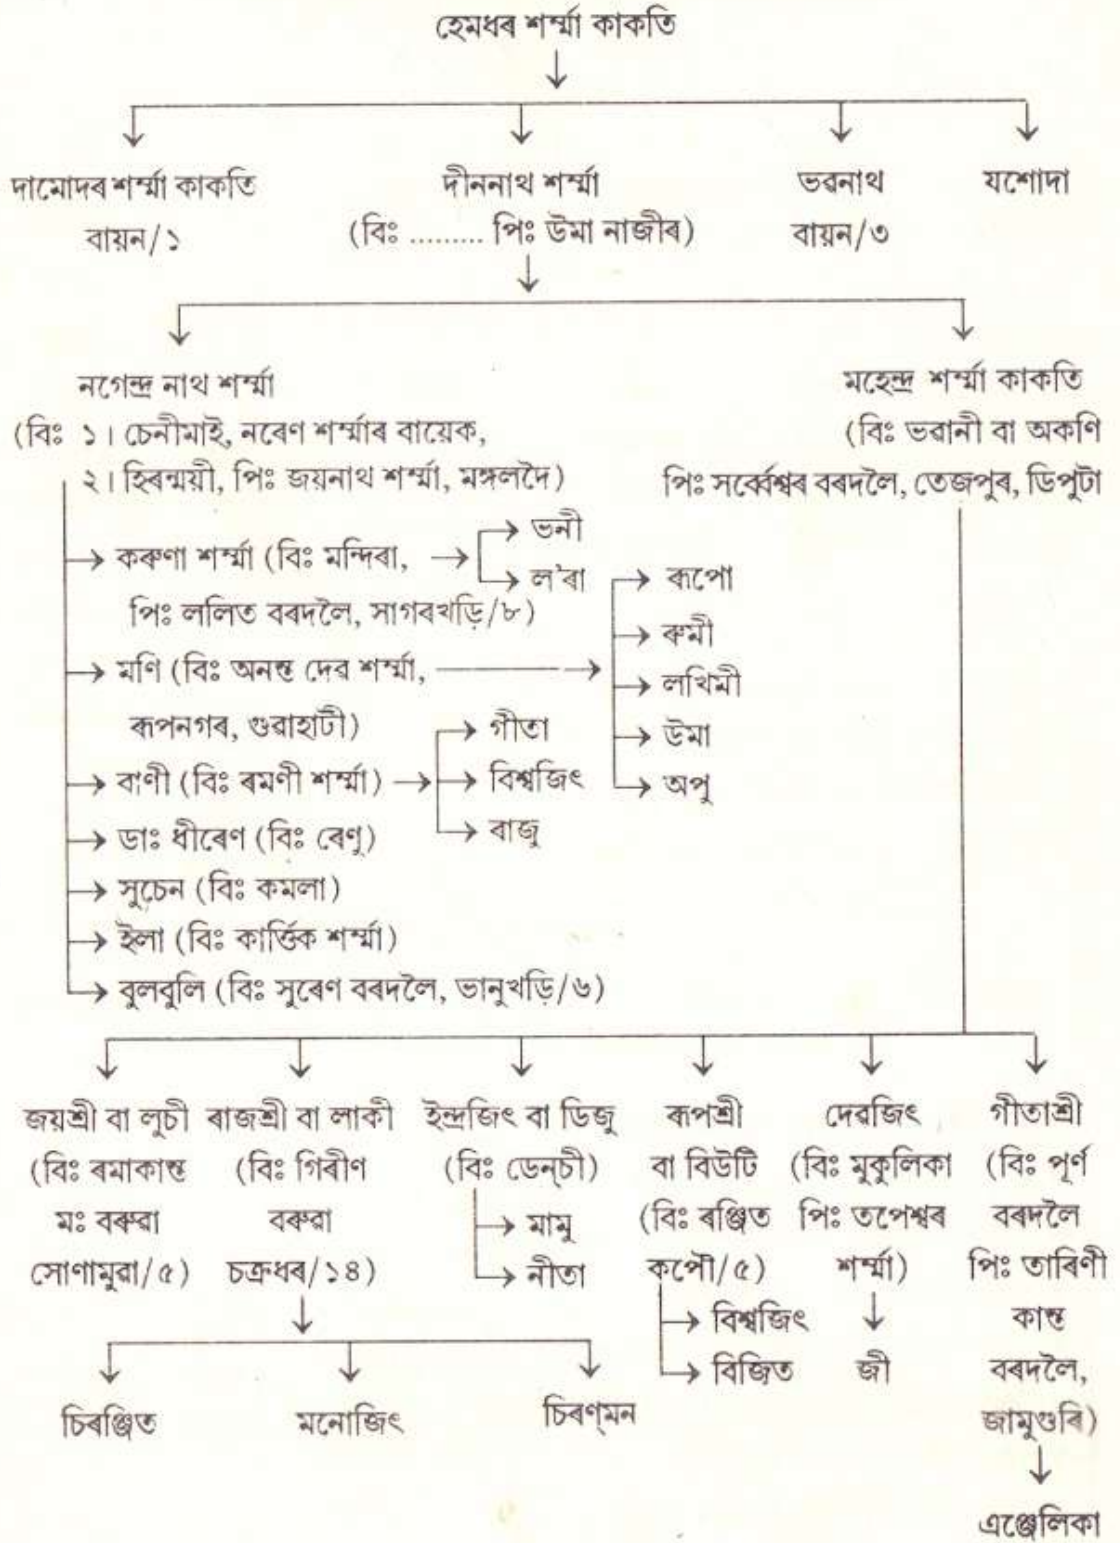 হেমধৰ শৰ্ম্মা কাকতি
দামোদৰ শৰ্ম্মা কাকতি
বায়ন/১
দীননাথ শৰ্ম্মা
(বিঃ ......... পিঃ উমা নাজীৰ)
ভৱনাথ
বায়ন/৩
যশোদা
নগেন্দ্ৰ নাথ শৰ্ম্মা
(বিঃ ১। চেনীমাই, নৰেণ শৰ্ম্মাৰ বায়েক,
২। হিৰন্ময়ী, পিঃ জয়নাথ শৰ্ম্মা, মঙ্গলদৈ)
মহেন্দ্ৰ শৰ্ম্মা কাকতি
(বিঃ ভৱানী বা অকণি
পিঃ সৰ্ব্বেশ্বৰ বৰদলৈ, তেজপুৰ, ডিপুটা
কৰুণা শৰ্ম্মা (বিঃ মন্দিৰা,
পিঃ ললিত বৰদলৈ, সাগৰখড়ি/৮)
ভনী
ল'ৰা
মণি (বিঃ অনন্ত দেৱ শৰ্ম্মা,
ৰূপনগৰ, গুৱাহাটী)
ৰূপো
ৰুমী
লখিমী
উমা
অপু
বাণী (বিঃ ৰমণী শৰ্ম্মা)
গীতা
বিশ্বজিৎ
ৰাজু
ডাঃ ধীৰেণ (বিঃ ৰেণু)
সুচেন (বিঃ কমলা)
ইলা (বিঃ কাৰ্ত্তিক শৰ্ম্মা)
বুলবুলি (বিঃ সুৰেণ বৰদলৈ, ভানুখড়ি/৬)
জয়শ্ৰী বা লুচী
(বিঃ ৰমাকান্ত
মঃ বৰুৱা
সোণামুৱা/৫)
ৰাজশ্ৰী বা লাকী
(বিঃ গিৰীণ
বৰুৱা
চক্ৰধৰ/১৪)
চিৰঞ্জিত
মনোজিৎ
চিৰণ্মন
ইন্দ্ৰজিৎ বা ডিজু
(বিঃ ডেন্‌চী)
মামু
নীতা
ৰূপশ্ৰী
বা বিউটি
(বিঃ ৰঞ্জিত
কপৌ/৫)
বিশ্বজিৎ
বিজিত
দেৱজিৎ
(বিঃ মুকুলিকা
পিঃ তপেশ্বৰ
শৰ্ম্মা)
জী
গীতাশ্ৰী
(বিঃ পূৰ্ণ
বৰদলৈ
পিঃ তাৰিণী
কান্ত
বৰদলৈ,
জামুগুৰি)
এঞ্জেলিকা